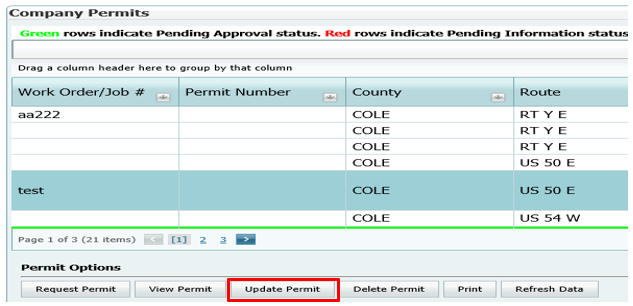 Company Permits
Green rows indicate Pending Approval status. Red rows indicate Pending Information status
Drag a column header here to group by that column
Work Order/Job # Permit Number County Route
aa222 COLE RT Y E
COLE RT Y E
COLE RT Y E
COLE US 50 E
test COLE US 50 E
COLE US 54 W
Page 1 of 3 (21 items) < [1] 2 3 >
Permit Options
Request Permit View Permit Update Permit Delete Permit Print Refresh Data